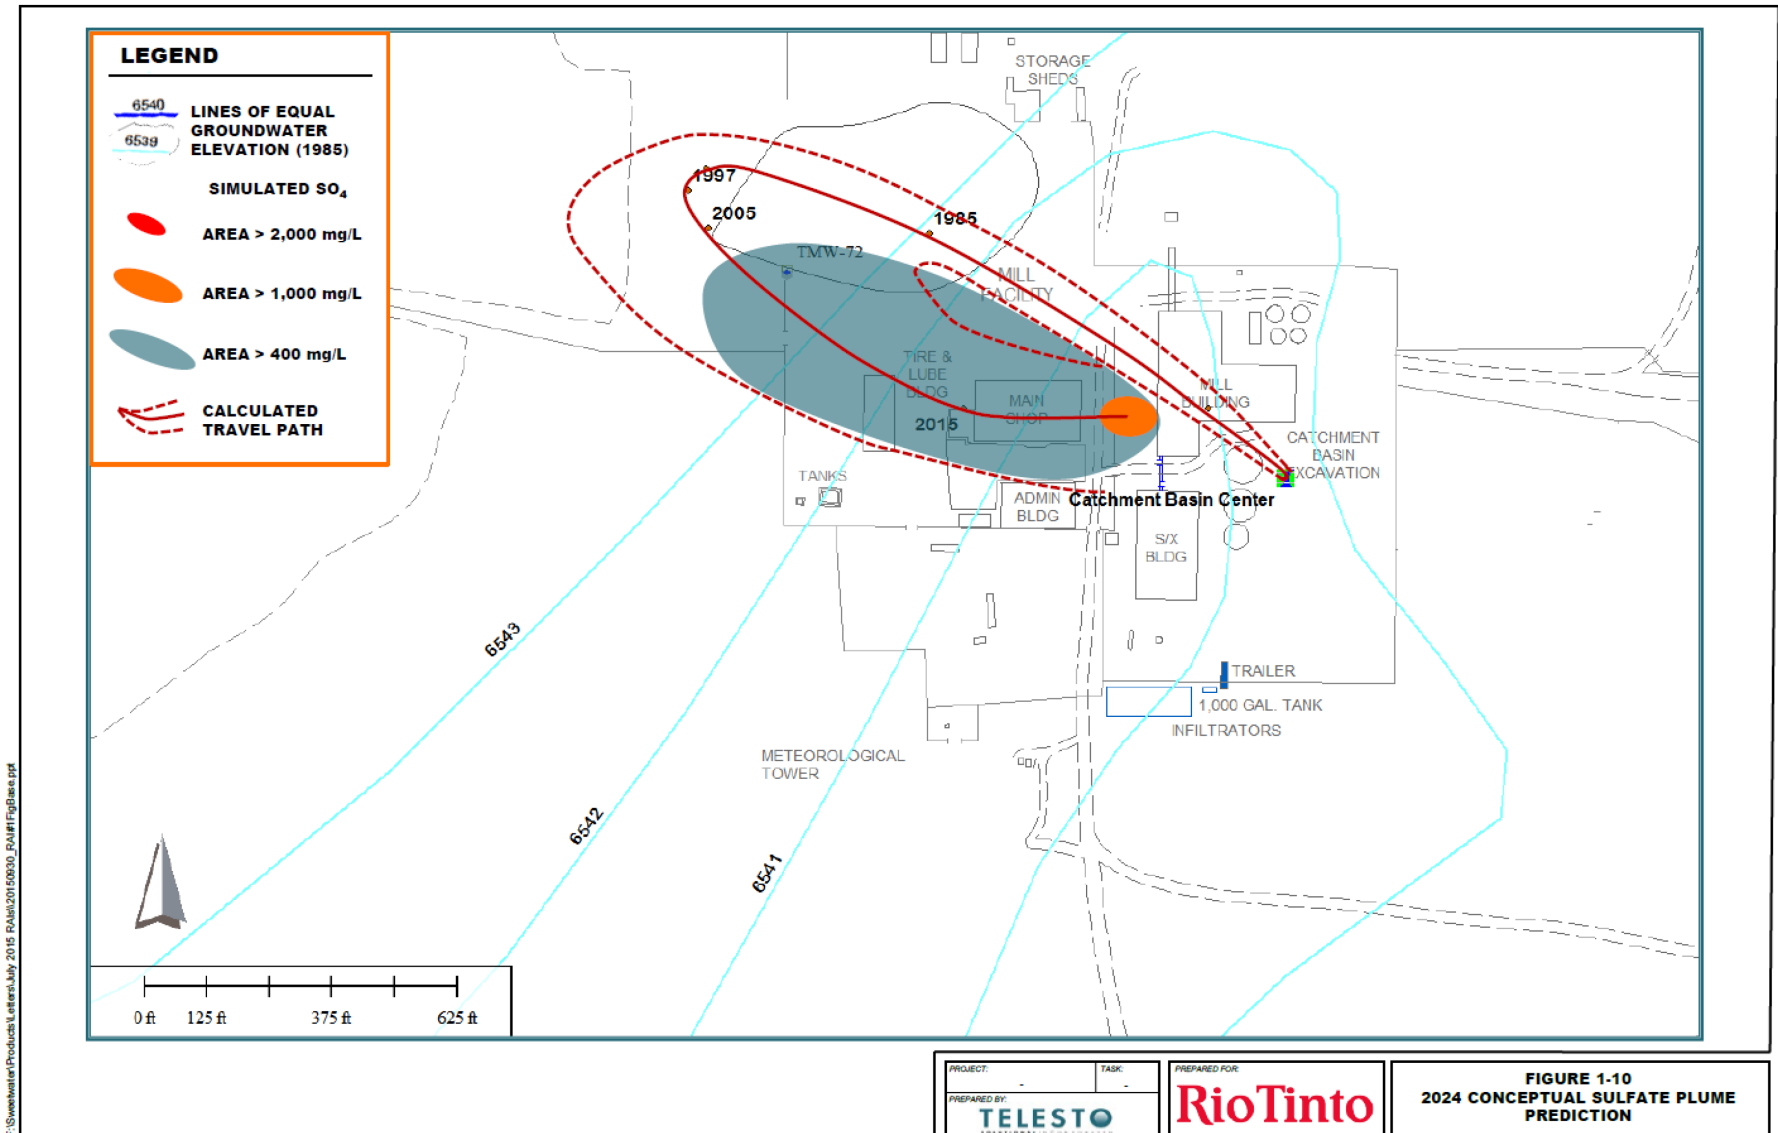 LEGEND
6540
LINES OF EQUAL
GROUNDWATER
ELEVATION (1985)
6539
SIMULATED SO4
AREA > 2,000 mg/L
AREA > 1,000 mg/L
AREA > 400 mg/L
CALCULATED
TRAVEL PATH
STORAGE
SHEDS
1997
2005
1985
TMW-72
MILL
FACILITY
TIRE &
LUBE
BLDG
MAIN
SHOP
2015
MILL
BUILDING
CATCHMENT
BASIN
EXCAVATION
TANKS
ADMIN
BLDG
Catchment Basin Center
S/X
BLDG
6543
TRAILER
1,000 GAL. TANK
INFILTRATORS
METEOROLOGICAL
TOWER
6542
6541
0 ft 125 ft 375 ft 625 ft
PROJECT:
-
TASK:
-
PREPARED BY:
TELESTO
PREPARED FOR:
RioTinto
FIGURE 1-10
2024 CONCEPTUAL SULFATE PLUME
PREDICTION